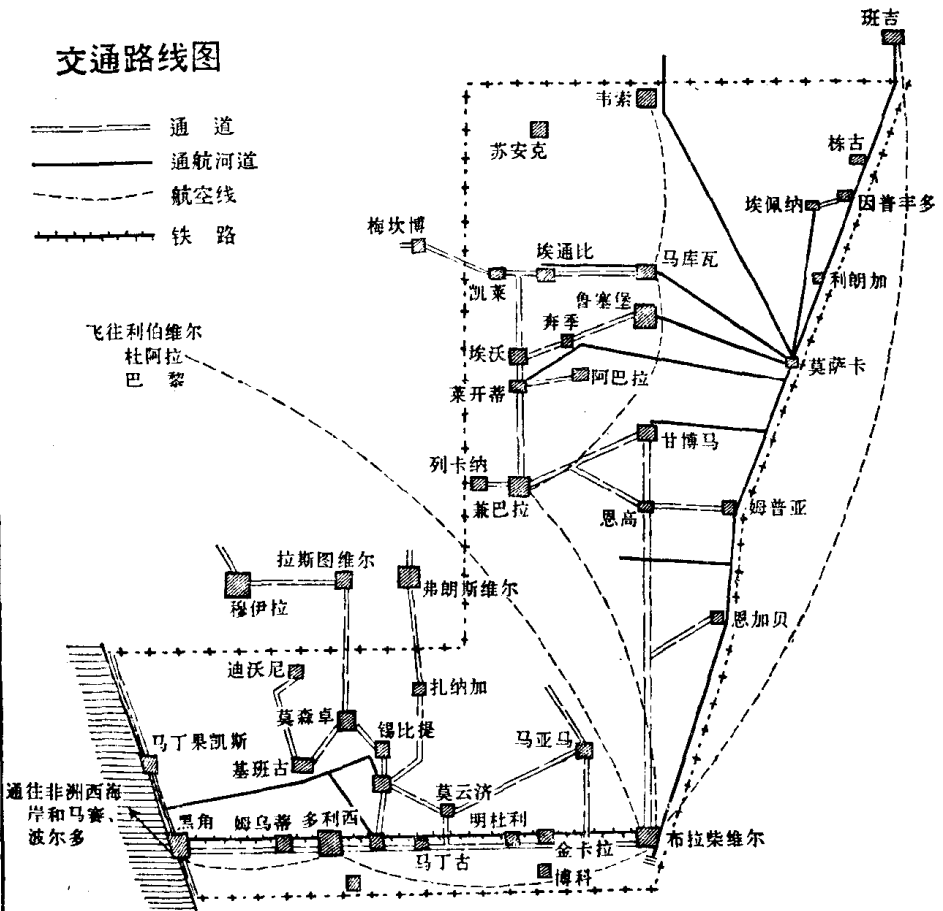 班吉
交通路线图
韦索
通道
苏安克
栋古
通航河道
航空线
埃佩纳
因普丰多
铁路
梅坎博
埃通比
马库瓦
凯莱
利朗加
鲁塞堡
奔季
飞往利伯维尔
杜阿拉
巴黎
埃沃
莫萨卡
莱开蒂
阿巴拉
甘博马
列卡纳
兼巴拉
恩高
姆普亚
拉斯图维尔
穆伊拉
弗朗斯维尔
恩加贝
迪沃尼
扎纳加
莫森卓
锡比提
马丁果凯斯
基班古
马亚马
通往非洲西海
岸和马赛、
波尔多
莫云济
黑角
姆乌蒂
多利西
明杜利
马丁古
金卡拉
布拉柴维尔
博科